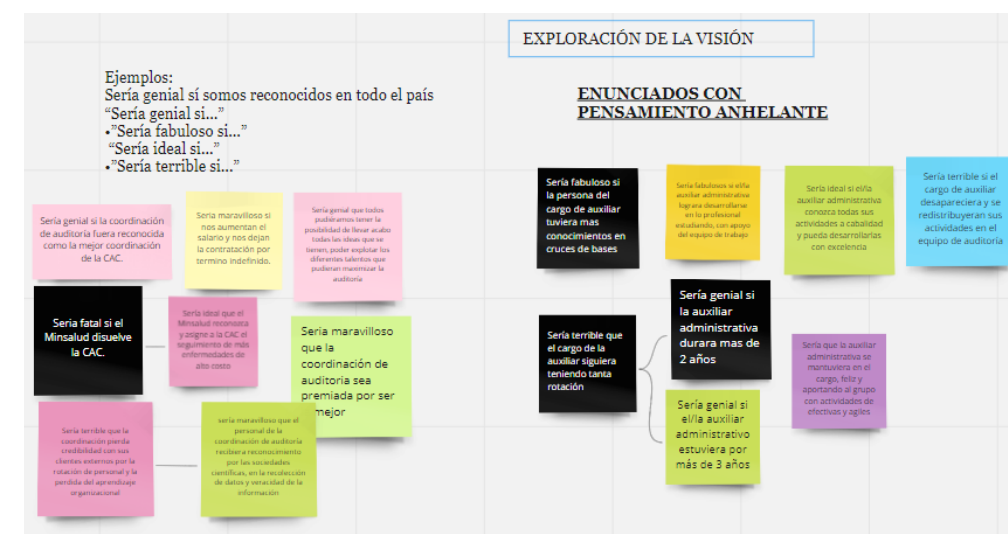 EXPLORACIÓN DE LA VISIÓN
Ejemplos:
Sería genial sí somos reconocidos en todo el país
“Sería genial si...”
•”Sería fabuloso si...”
“Sería ideal si...”
•”Sería terrible si...”
Sería genial si la coordinación
de auditoría fuera reconocida
como la mejor coordinación
de la CAC.
Seria maravilloso si
nos aumentan el
salario y nos dejan
la contratación por
termino indefinido.
Sería genial que todos
pudiéramos tener la
posibilidad de llevar acabo
todas las ideas que se
tienen, poder explotar los
diferentes talentos que
pudieran maximizar la
auditoría
Seria fatal si el
Minsalud disuelve
la CAC.
Sería ideal que el
Minsalud reconozca
y asigne a la CAC el
seguimiento de más
enfermedades de
alto costo
Seria maravilloso
que la
coordinación de
auditoria sea
premiada por ser
mejor
Sería terrible que la
coordinación pierda
credibilidad con sus
clientes externos por la
rotación de personal y la
perdida del aprendizaje
organizacional
sería maravilloso que el
personal de la
coordinación de auditoría
recibiera reconocimiento
por las sociedades
científicas, en la recolección
de datos y veracidad de la
información
ENUNCIADOS CON
PENSAMIENTO ANHELANTE
Sería fabuloso si
la persona del
cargo de auxiliar
tuviera mas
conocimientos en
cruces de bases
Sería fabulosos si el/la
auxiliar administrativa
lograra desarrollarse
en lo profesional
estudiando, con apoyo
del equipo de trabajo
Sería ideal si el/la
auxiliar administrativa
conozca todas sus
actividades a cabalidad
y pueda desarrollarlas
con excelencia
Sería terrible si el
cargo de auxiliar
desapareciera y se
redistribuyeran sus
actividades en el
equipo de auditoría
Sería terrible que
el cargo de la
auxiliar siguiera
teniendo tanta
rotación
Sería genial si
la auxiliar
administrativa
durara mas de
2 años
Sería genial si
el/la auxiliar
administrativo
estuviera por
más de 3 años
Sería que la auxiliar
administrativa se
mantuviera en el
cargo, feliz y
aportando al grupo
con actividades de
efectivas y agiles